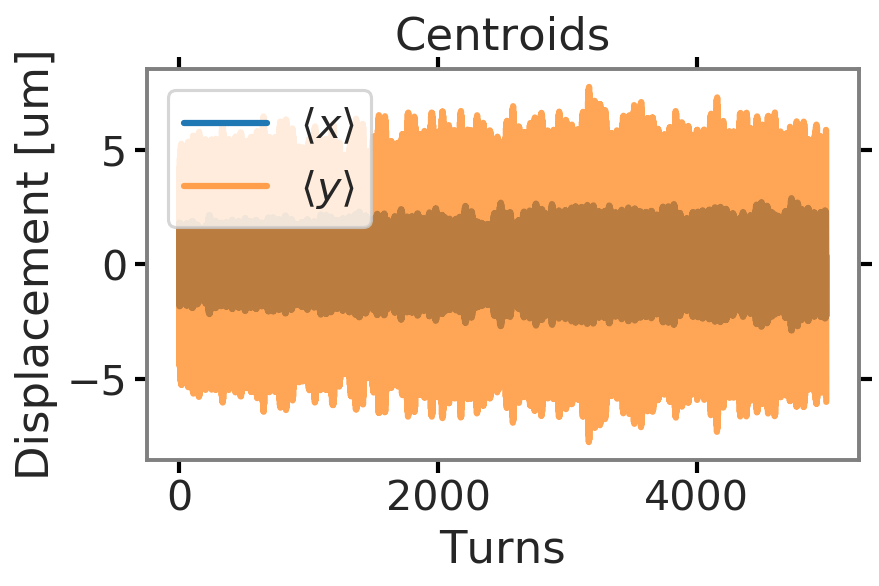 Centroids
Displacement [um]
5
0
−5
⟨x⟩
⟨y⟩
0
2000
4000
Turns